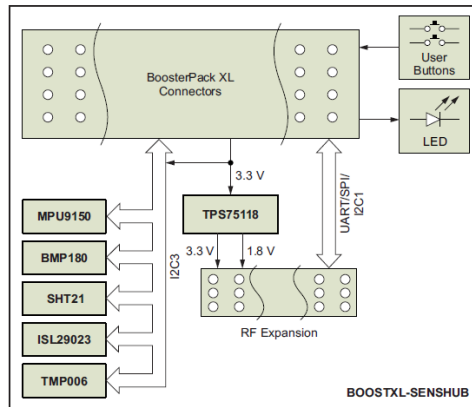 BoosterPack XL
Connectors
User
Buttons
LED
3.3 V
TPS75118
UART/SPI/
I2C1
MPU9150
BMP180
SHT21
ISL29023
TMP006
I2C3
3.3 V
1.8 V
RF Expansion
BOOSTXL-SENSHUB